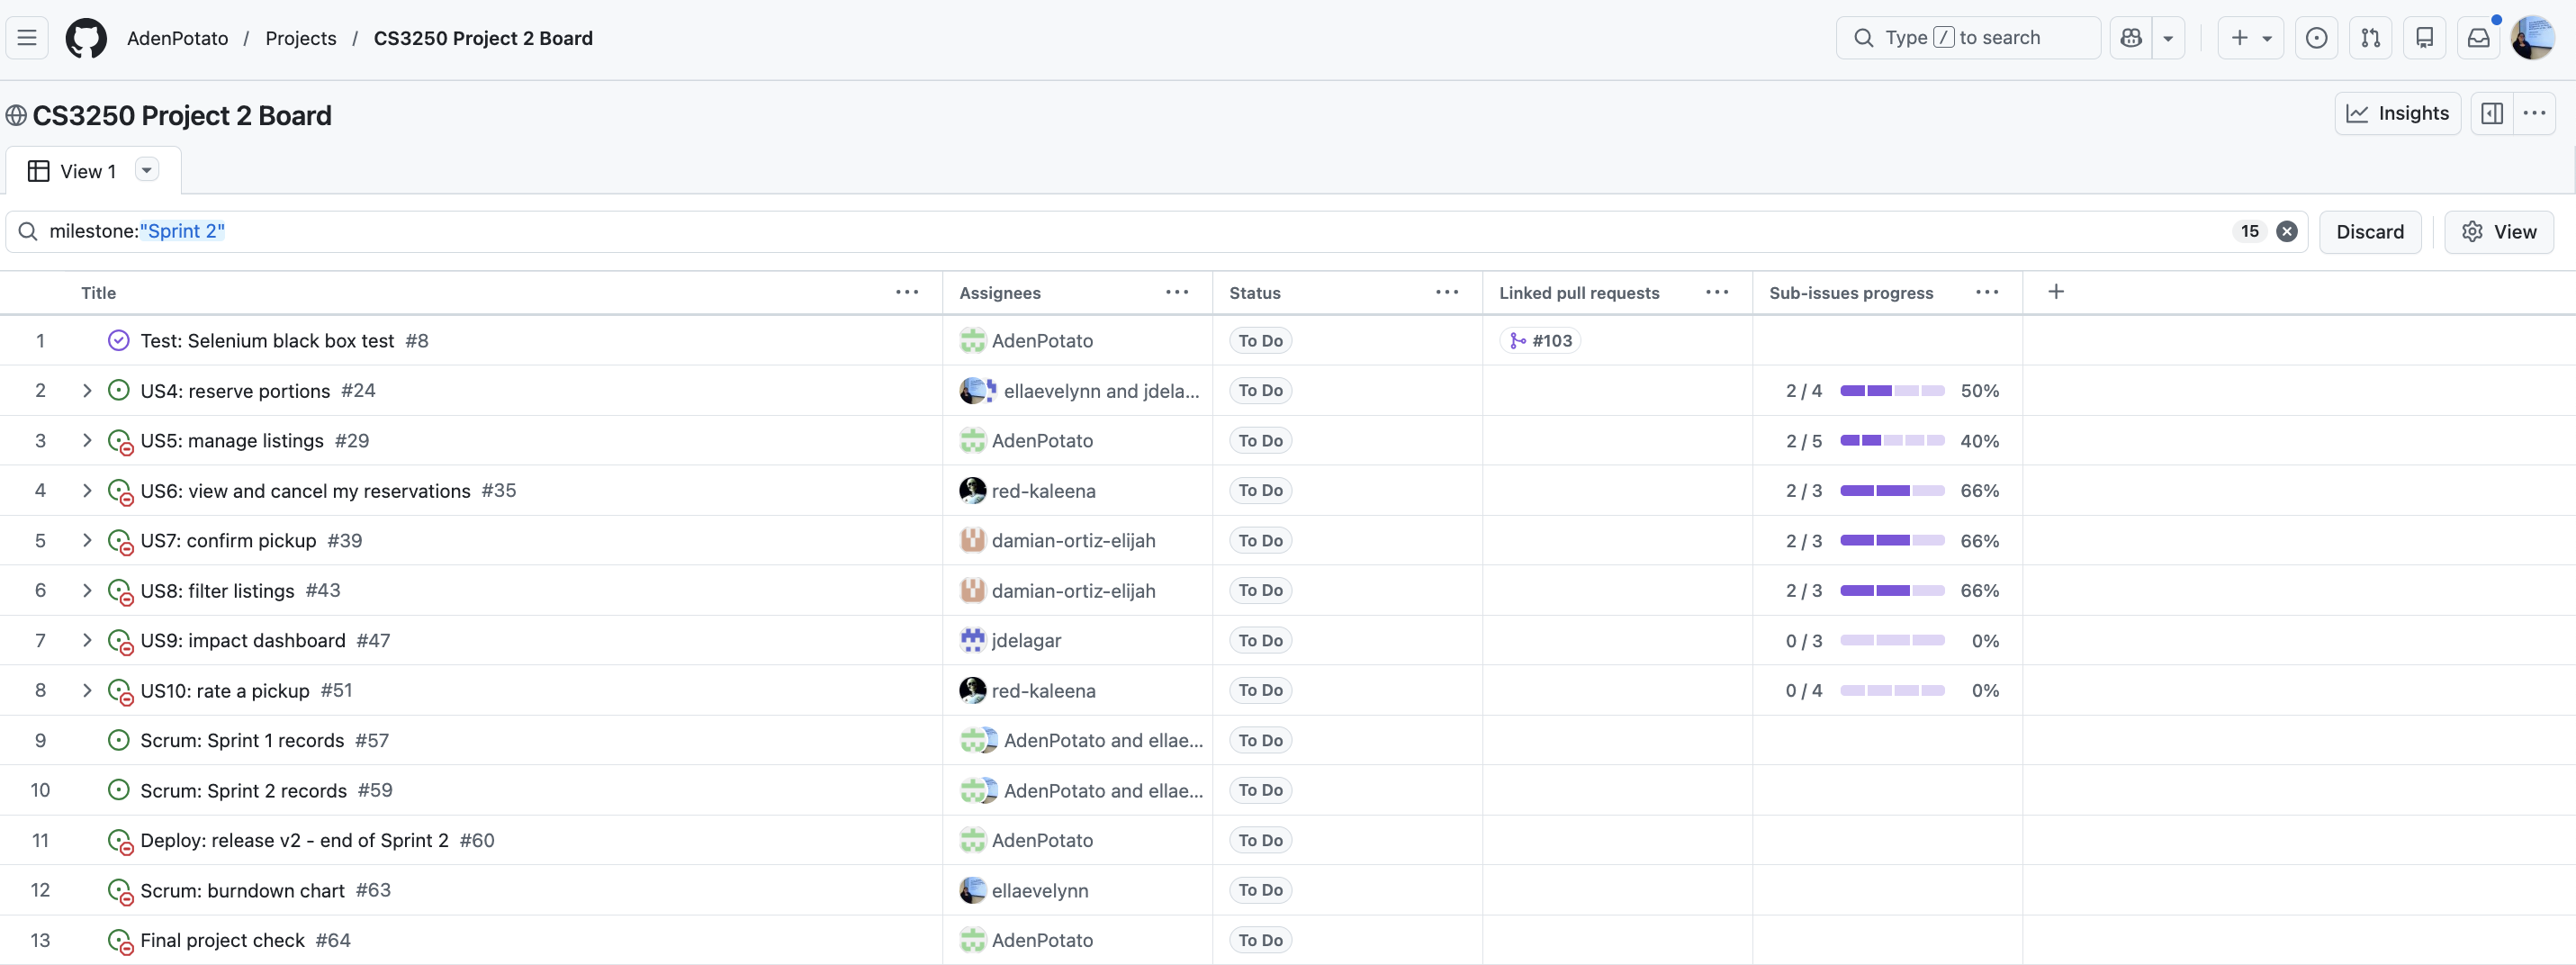 AdenPotato / Projects / CS3250 Project 2 Board Type / to search
CS3250 Project 2 Board Insights
View 1
milestone:"Sprint 2" 15 Discard View
Title Assignees Status Linked pull requests Sub-issues progress
1 Test: Selenium black box test #8 AdenPotato To Do #103
2 US4: reserve portions #24 ellaevelynn and jdela... To Do 2 / 4 50%
3 US5: manage listings #29 AdenPotato To Do 2 / 5 40%
4 US6: view and cancel my reservations #35 red-kaleena To Do 2 / 3 66%
5 US7: confirm pickup #39 damian-ortiz-elijah To Do 2 / 3 66%
6 US8: filter listings #43 damian-ortiz-elijah To Do 2 / 3 66%
7 US9: impact dashboard #47 jdelagar To Do 0 / 3 0%
8 US10: rate a pickup #51 red-kaleena To Do 0 / 4 0%
9 Scrum: Sprint 1 records #57 AdenPotato and ellae... To Do
10 Scrum: Sprint 2 records #59 AdenPotato and ellae... To Do
11 Deploy: release v2 - end of Sprint 2 #60 AdenPotato To Do
12 Scrum: burndown chart #63 ellaevelynn To Do
13 Final project check #64 AdenPotato To Do